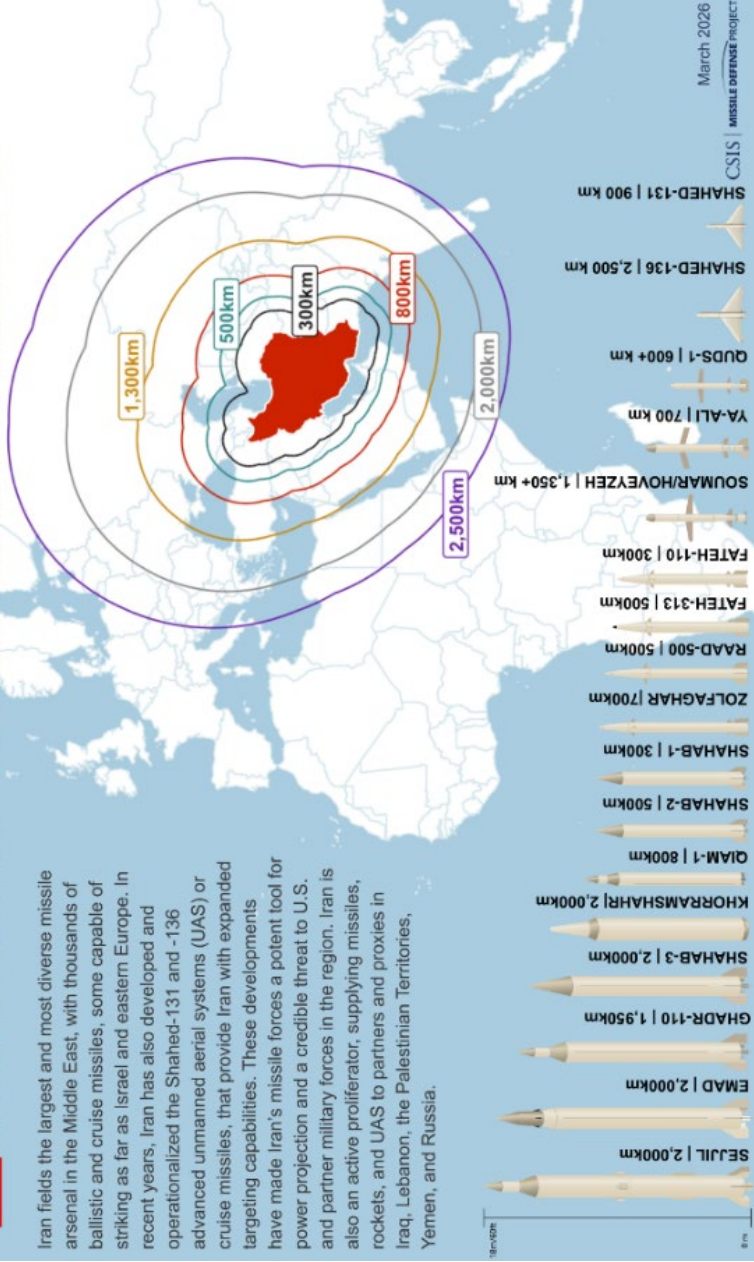 Iran fields the largest and most diverse missile
arsenal in the Middle East, with thousands of
ballistic and cruise missiles, some capable of
striking as far as Israel and eastern Europe. In
recent years, Iran has also developed and
operationalized the Shahed-131 and -136
advanced unmanned aerial systems (UAS) or
cruise missiles, that provide Iran with expanded
targeting capabilities. These developments
have made Iran's missile forces a potent tool for
power projection and a credible threat to U.S.
and partner military forces in the region. Iran is
also an active proliferator, supplying missiles,
rockets, and UAS to partners and proxies in
Iraq, Lebanon, the Palestinian Territories,
Yemen, and Russia.
1,300km
500km
300km
800km
2,000km
2,500km
18m/60ft
0 m
SEJJIL | 2,000km
EMAD | 2,000km
GHADR-110 | 1,950km
SHAHAB-3 | 2,000km
KHORRAMSHAHR| 2,000km
QIAM-1 | 800km
SHAHAB-2 | 500km
SHAHAB-1 | 300km
ZOLFAGHAR |700km
RAAD-500 | 500km
FATEH-313 | 500km
FATEH-110 | 300km
SOUMAR/HOVEYZEH | 1,350+ km
YA-ALI | 700 km
QUDS-1 | 600+ km
SHAHED-136 | 2,500 km
SHAHED-131 | 900 km
March 2026
CSIS | MISSILE DEFENSE PROJECT